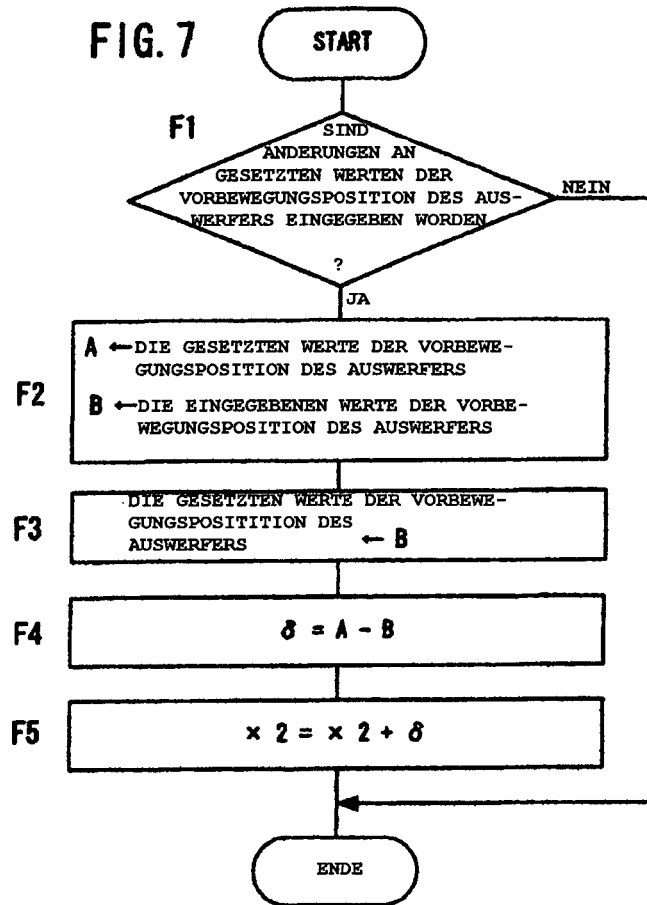 FIG. 7
START
F1
SIND
ÄNDERUNGEN AN
GESETZTEN WERTEN DER
VORBEWEGUNGSPOSITION DES AUS-
WERFERS EINGEGEBEN WORDEN
?
NEIN
JA
F2
A ← DIE GESETZTEN WERTE DER VORBEWE-
GUNGSPOSITION DES AUSWERFERS
B ← DIE EINGEGEBENEN WERTE DER VORBE-
WEGUNGSPOSITION DES AUSWERFERS
F3
DIE GESETZTEN WERTE DER VORBEWE-
GUNGSPOSITITION DES
AUSWERFERS ← B
F4
δ = A - B
F5
× 2 = × 2 + δ
ENDE